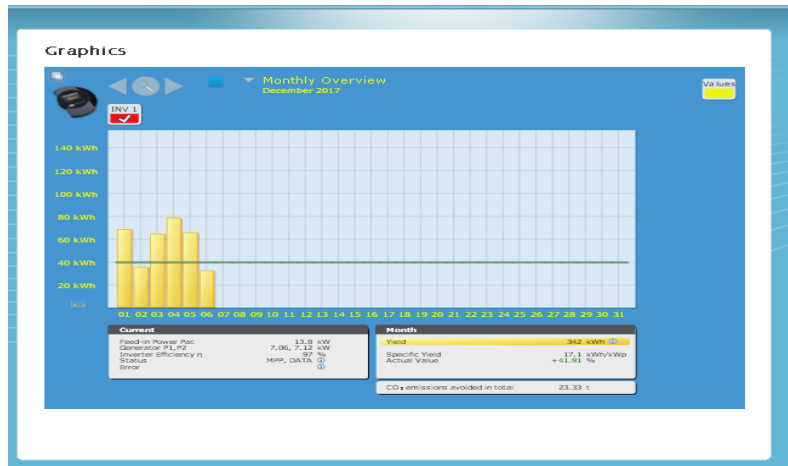 Graphics
Monthly Overview
December 2017
Values
INV 1
140 kWh
120 kWh
100 kWh
80 kWh
60 kWh
40 kWh
20 kWh
01 02 03 04 05 06 07 08 09 10 11 12 13 14 15 16 17 18 19 20 21 22 23 24 25 26 27 28 29 30 31
Current
Feed-in Power Pac 13.8 kW
Generator P1,P2 7.06, 7.12 kW
Inverter Efficiency η 97 %
Status MPP, DATA
Error
Month
Yield 342 kWh
Specific Yield 17.1 kWh/kWp
Actual Value +41.81 %
CO₂ emissions avoided in total 23.33 t